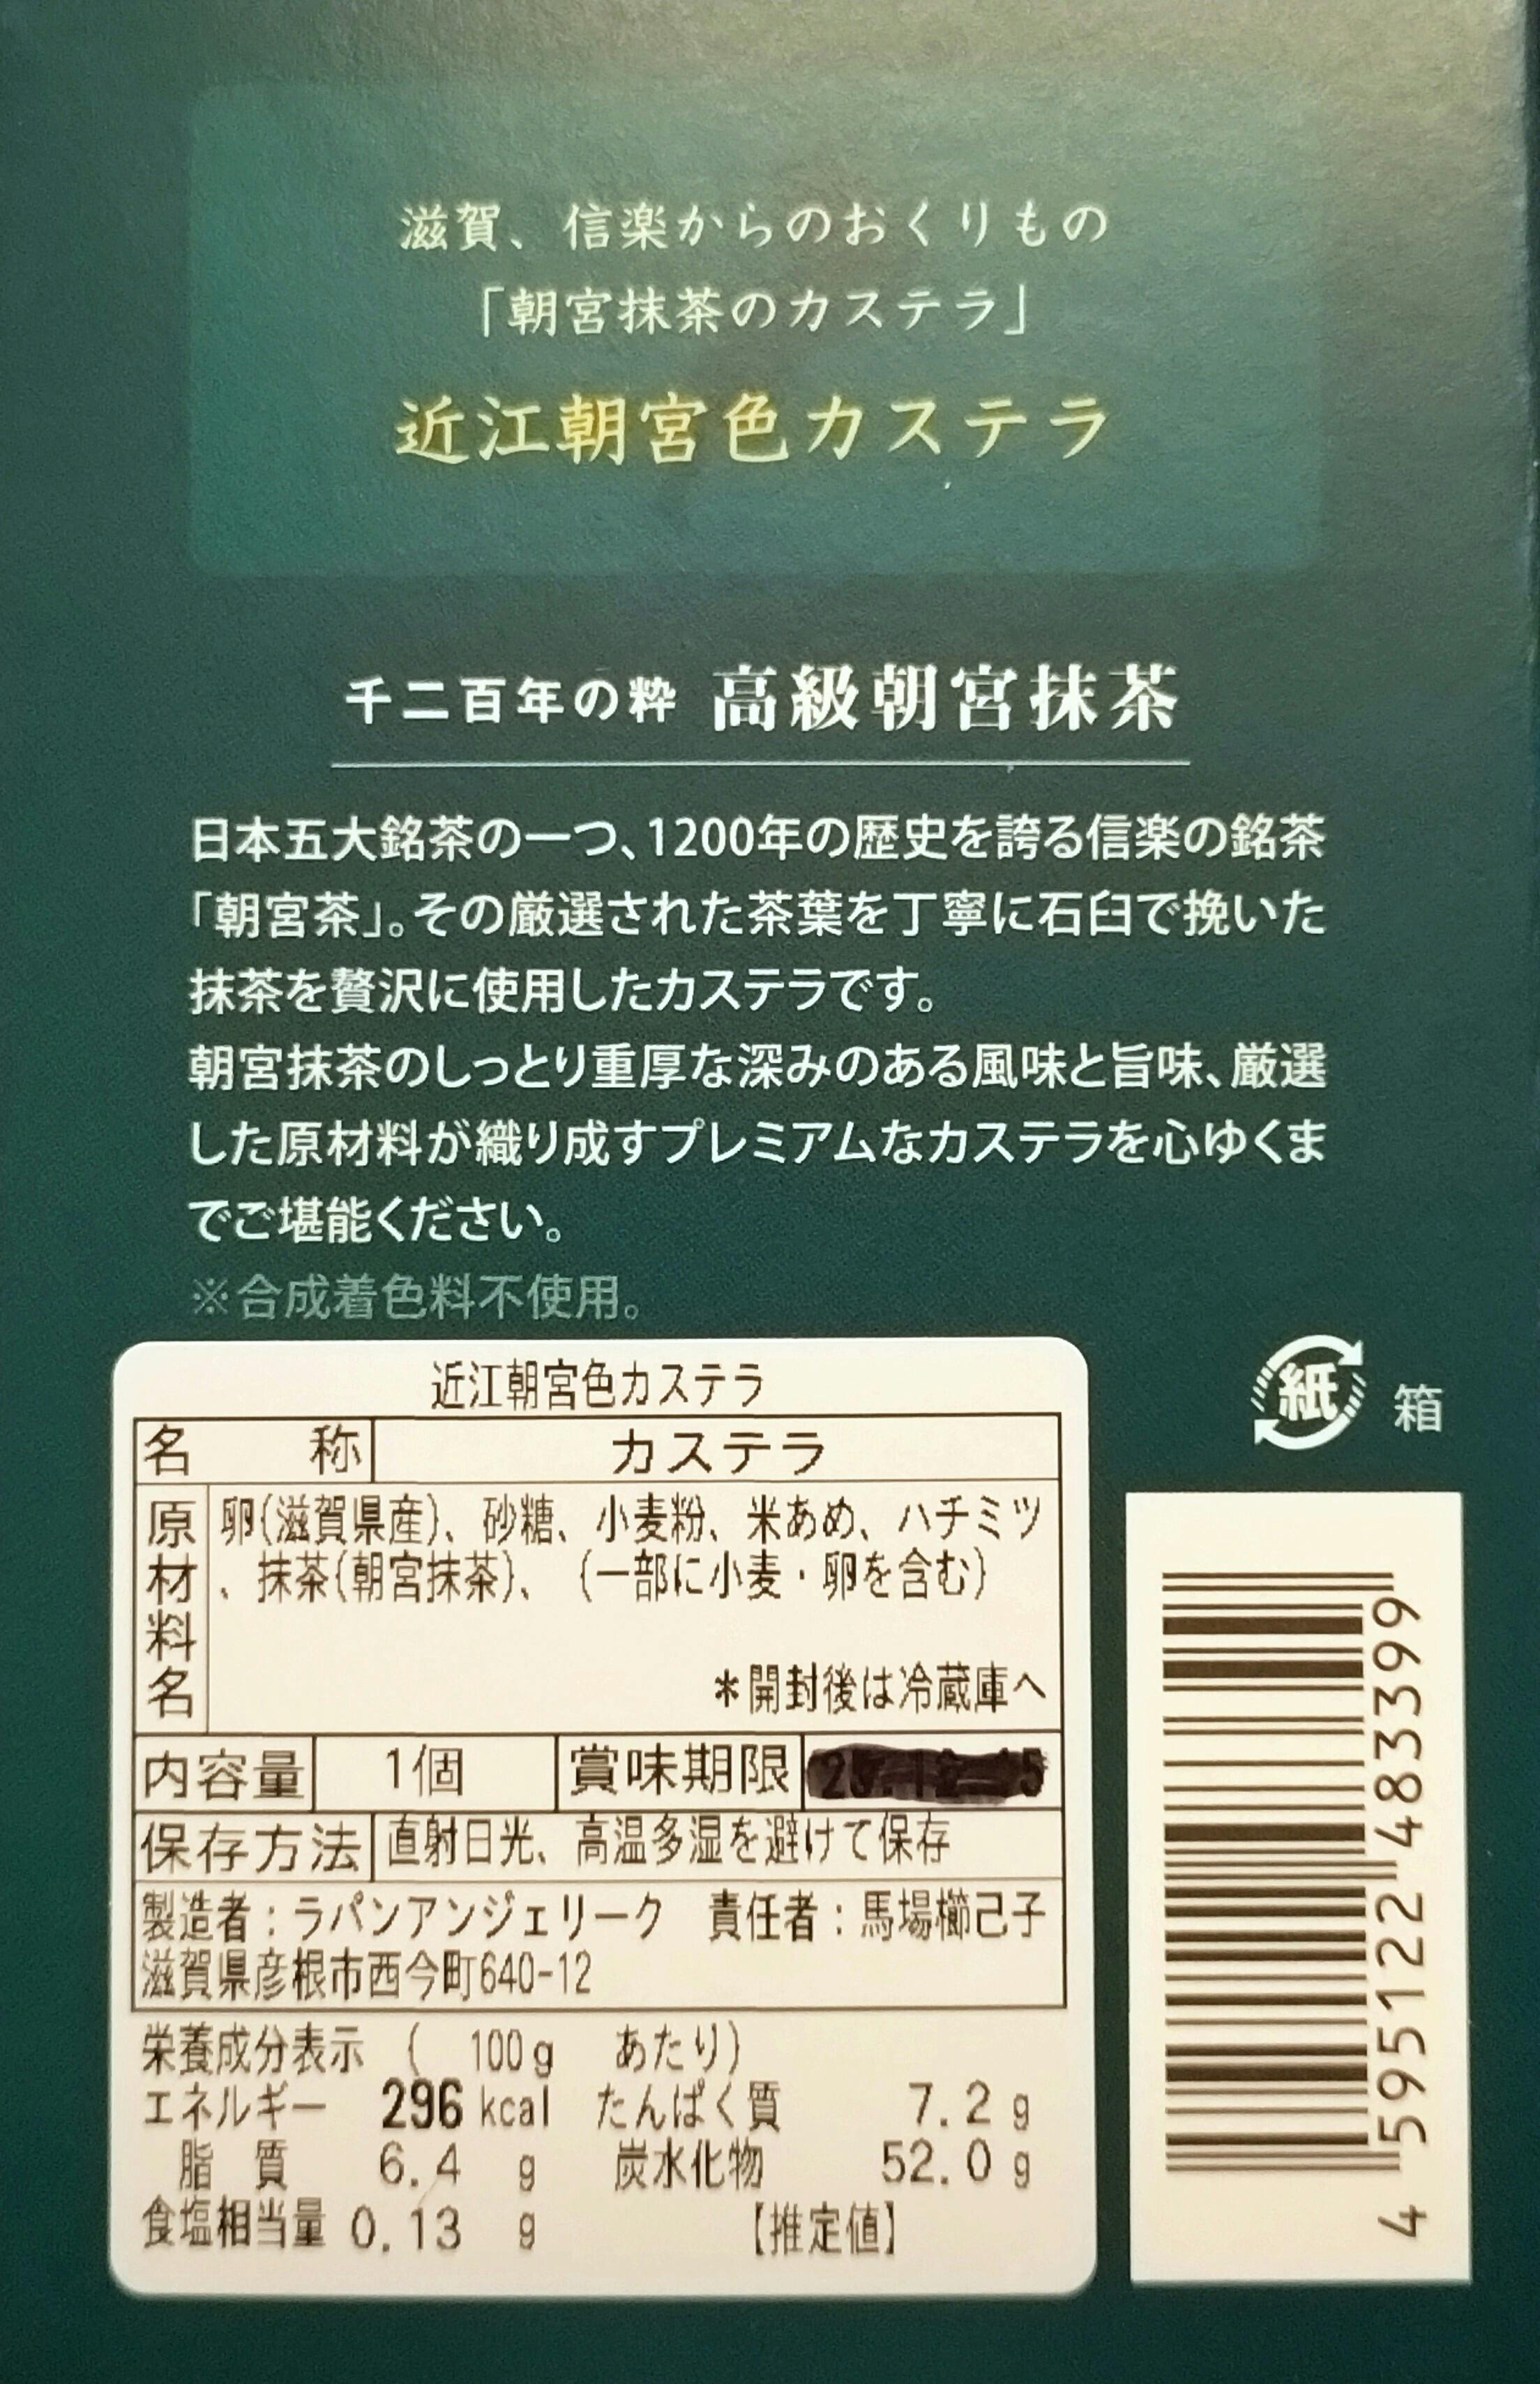 滋賀、信楽からのおくりもの
「朝宮抹茶のカステラ」
近江朝宮色カステラ
千二百年の粋 高級朝宮抹茶
日本五大銘茶の一つ、1200年の歴史を誇る信楽の銘茶
「朝宮茶」。その厳選された茶葉を丁寧に石臼で挽いた
抹茶を贅沢に使用したカステラです。
朝宮抹茶のしっとり重厚な深みのある風味と旨味、厳選
した原材料が織り成すプレミアムなカステラを心ゆくま
でご堪能ください。
※合成着色料不使用。
紙 箱
近江朝宮色カステラ
名 称 カステラ
原材料名 卵(滋賀県産)、砂糖、小麦粉、米あめ、ハチミツ
、抹茶(朝宮抹茶)、(一部に小麦・卵を含む)
*開封後は冷蔵庫へ
内容量 1個 賞味期限
保存方法 直射日光、高温多湿を避けて保存
製造者:ラパンアンジェリーク 責任者:馬場櫛己子
滋賀県彦根市西今町640-12
栄養成分表示 ( 100g あたり)
エネルギー 296kcal たんぱく質 7.2g
脂質 6.4 g 炭水化物 52.0g
食塩相当量 0.13 g 【推定値】
4 595122 483399